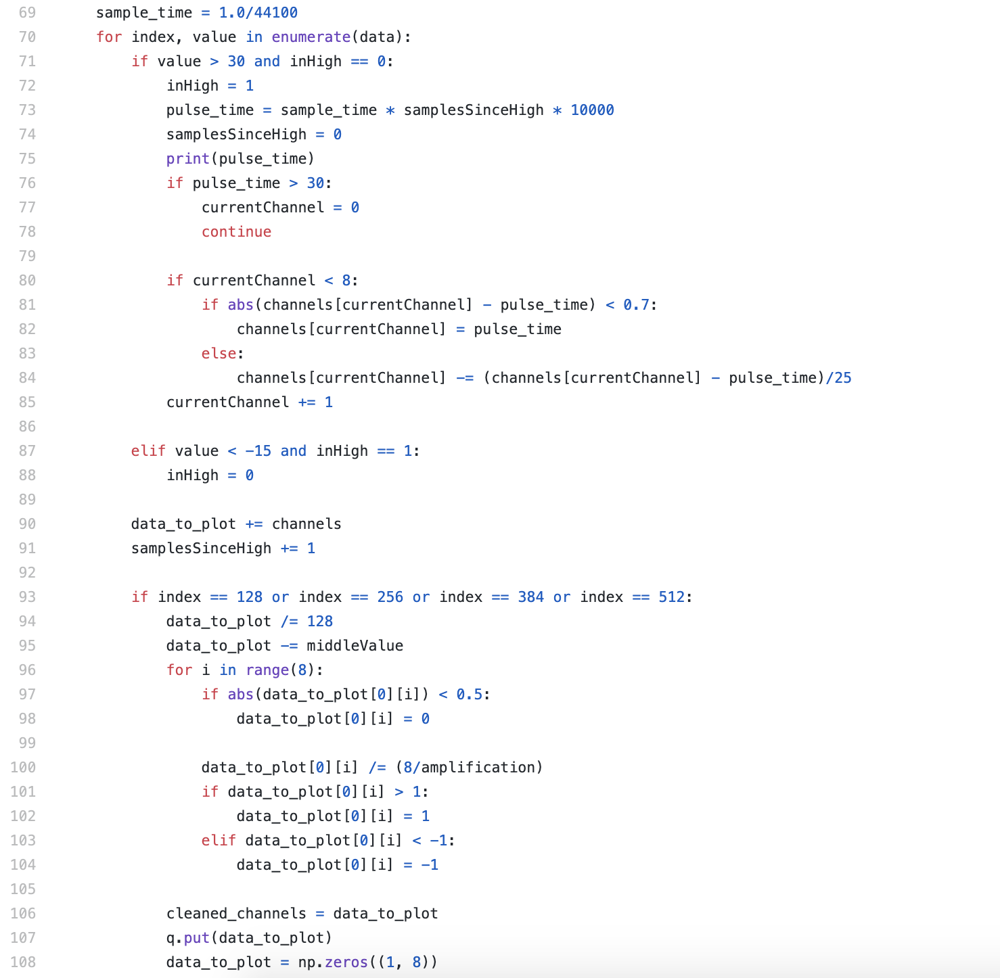 69 sample_time = 1.0/44100
70 for index, value in enumerate(data):
71 if value > 30 and inHigh == 0:
72 inHigh = 1
73 pulse_time = sample_time * samplesSinceHigh * 10000
74 samplesSinceHigh = 0
75 print(pulse_time)
76 if pulse_time > 30:
77 currentChannel = 0
78 continue
79
80 if currentChannel < 8:
81 if abs(channels[currentChannel] - pulse_time) < 0.7:
82 channels[currentChannel] = pulse_time
83 else:
84 channels[currentChannel] -= (channels[currentChannel] - pulse_time)/25
85 currentChannel += 1
86
87 elif value < -15 and inHigh == 1:
88 inHigh = 0
89
90 data_to_plot += channels
91 samplesSinceHigh += 1
92
93 if index == 128 or index == 256 or index == 384 or index == 512:
94 data_to_plot /= 128
95 data_to_plot -= middleValue
96 for i in range(8):
97 if abs(data_to_plot[0][i]) < 0.5:
98 data_to_plot[0][i] = 0
99
100 data_to_plot[0][i] /= (8/amplification)
101 if data_to_plot[0][i] > 1:
102 data_to_plot[0][i] = 1
103 elif data_to_plot[0][i] < -1:
104 data_to_plot[0][i] = -1
105
106 cleaned_channels = data_to_plot
107 q.put(data_to_plot)
108 data_to_plot = np.zeros((1, 8))